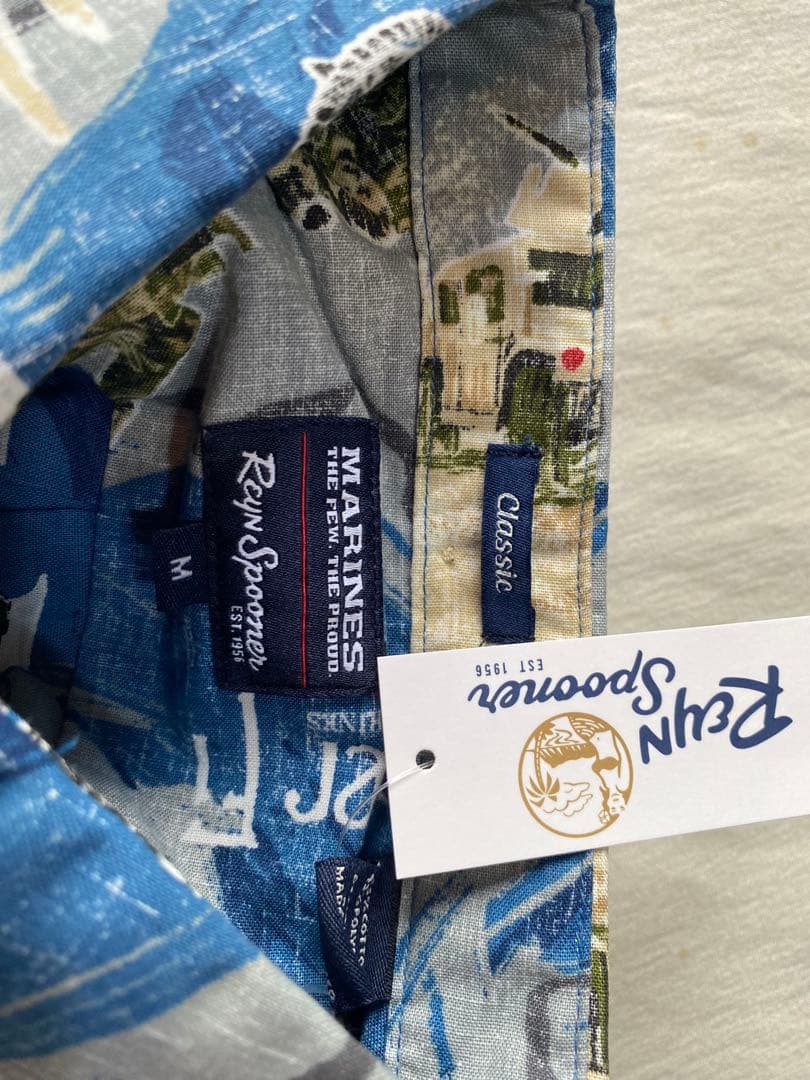 MARINES
THE FEW. THE PROUD.
Reyn Spooner
EST. 1956
M
Classic
Reyn
Spooner
EST 1956